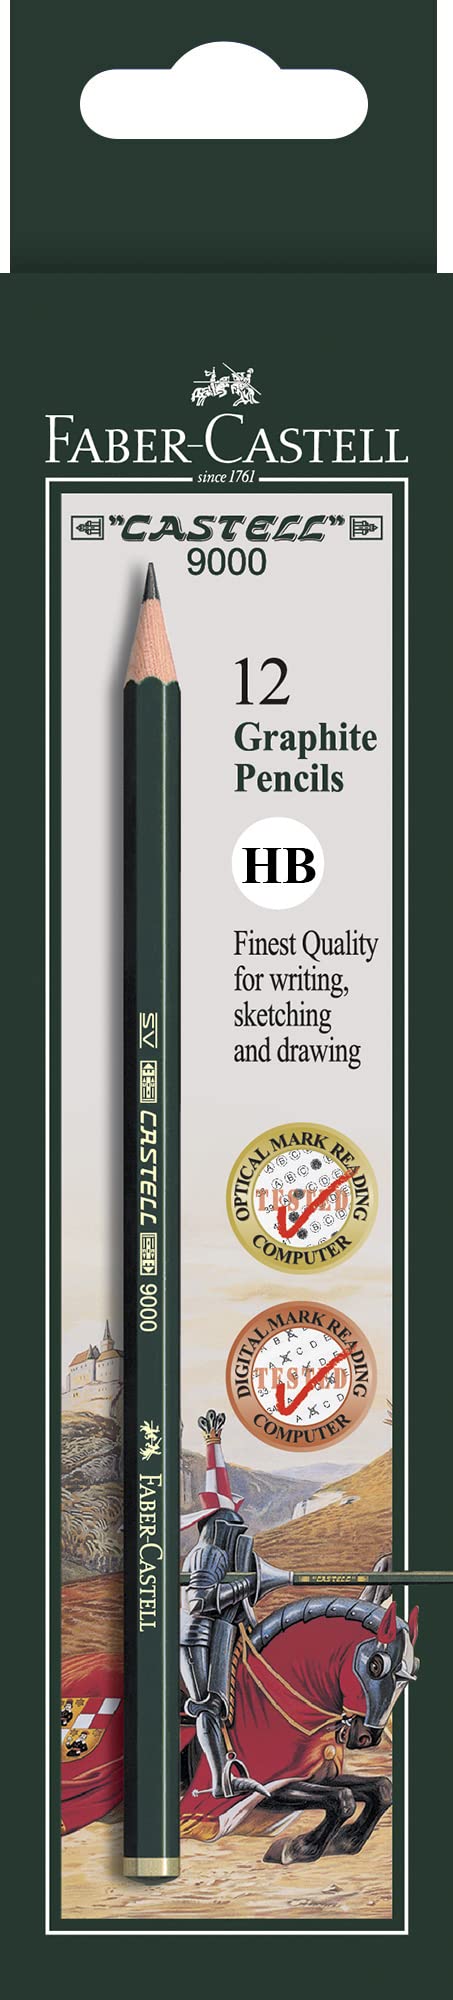 FABER-CASTELL
since 1761
"CASTELL"
9000
12
Graphite
Pencils
HB
Finest Quality
for writing,
sketching
and drawing
SV CASTELL 9000 FABER-CASTELL
OPTICAL MARK READING
TESTED
COMPUTER
DIGITAL MARK READING
TESTED
COMPUTER
"CASTELL"